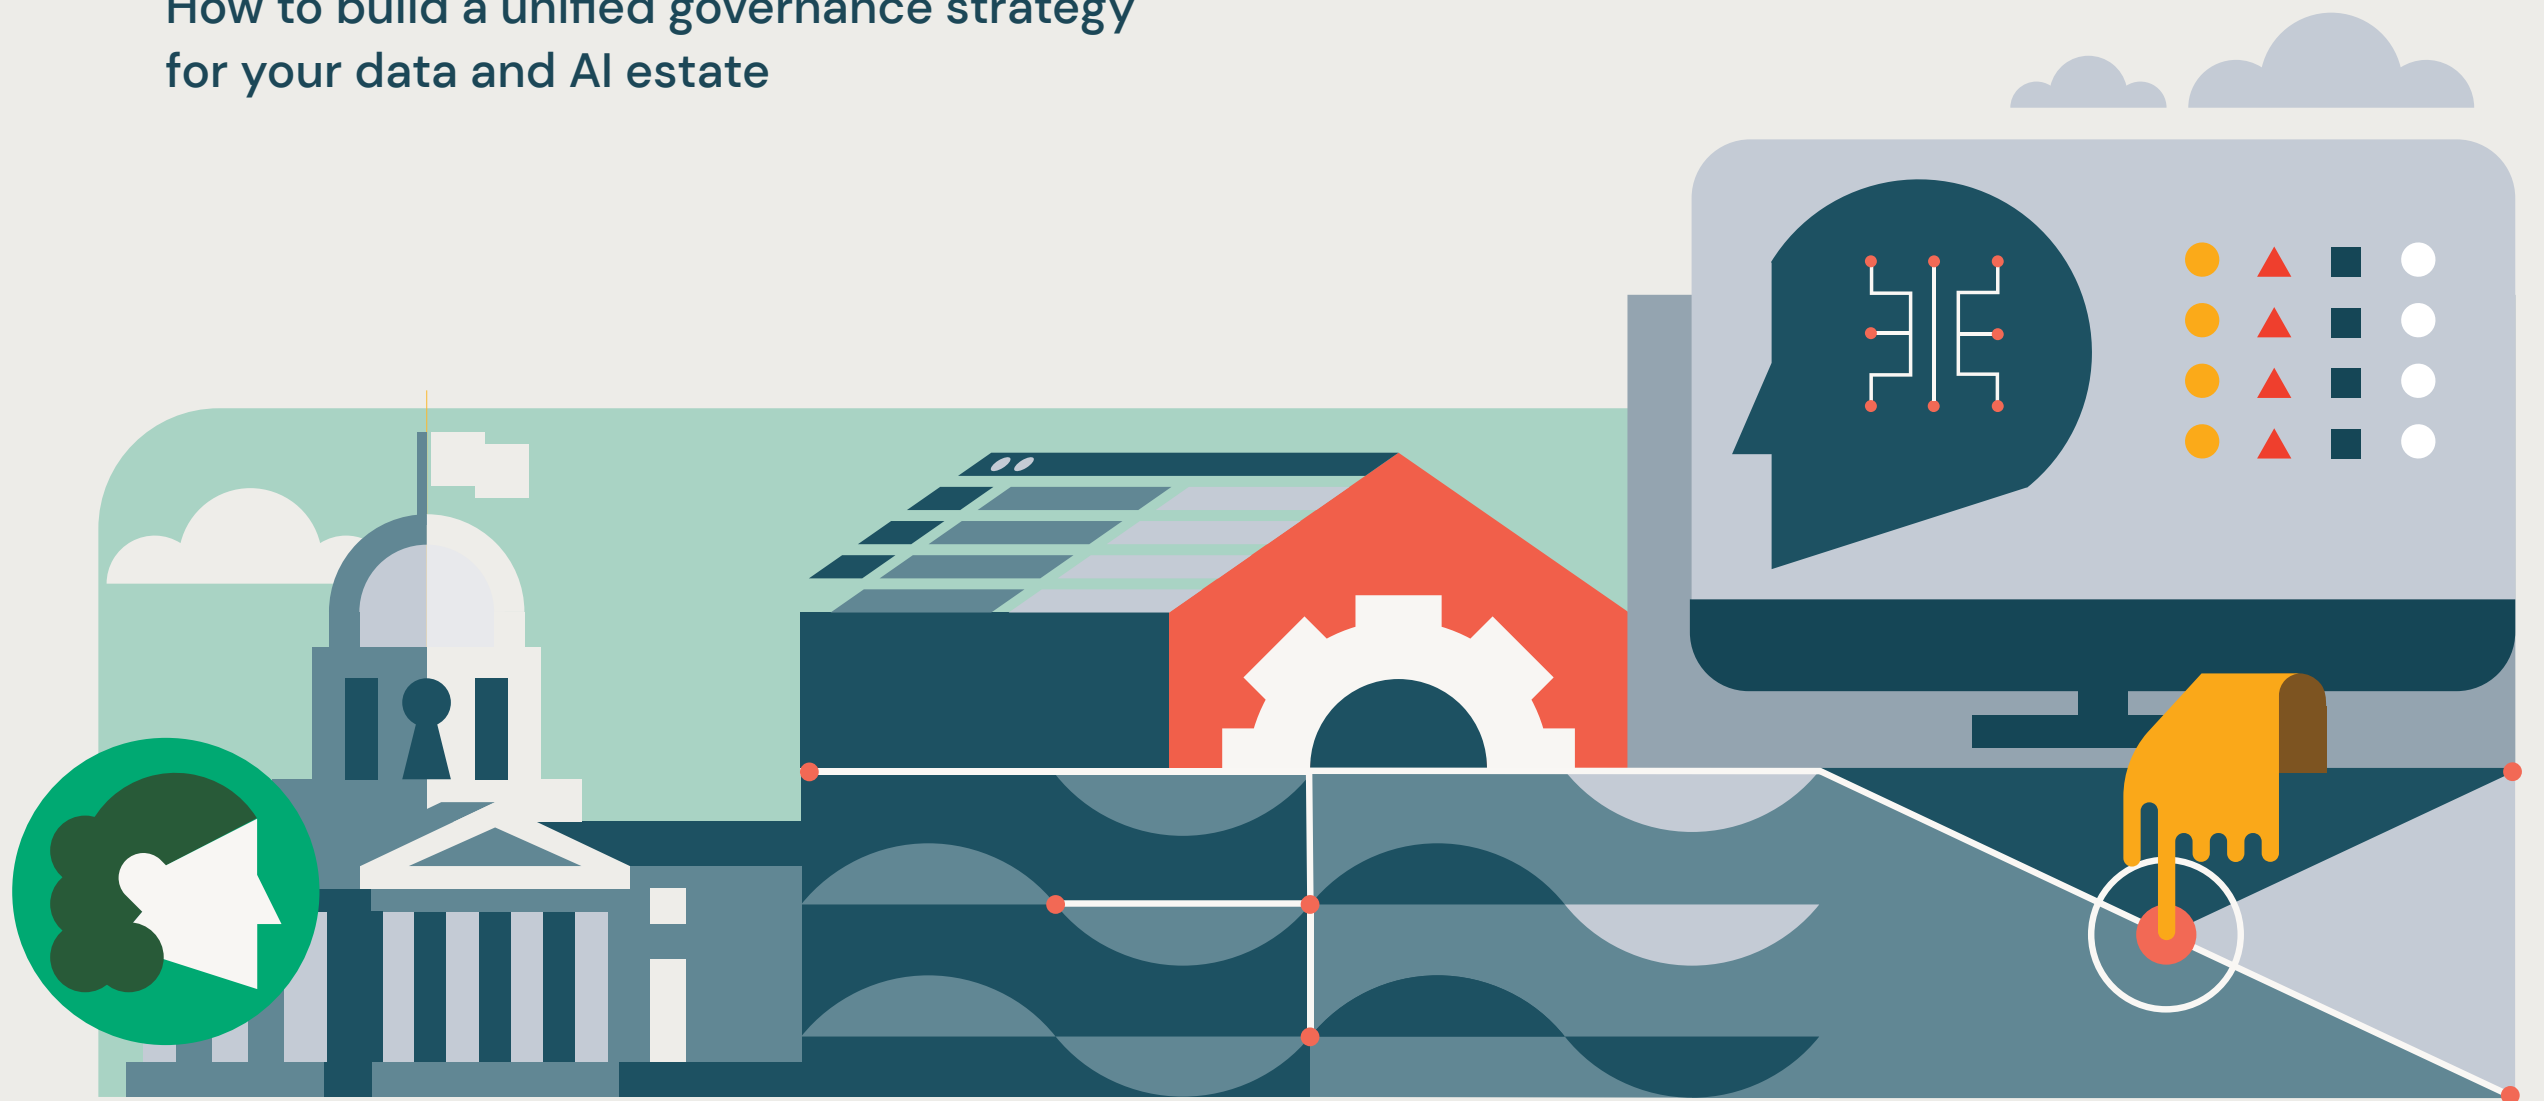 How to build a unified governance strategy
for your data and AI estate